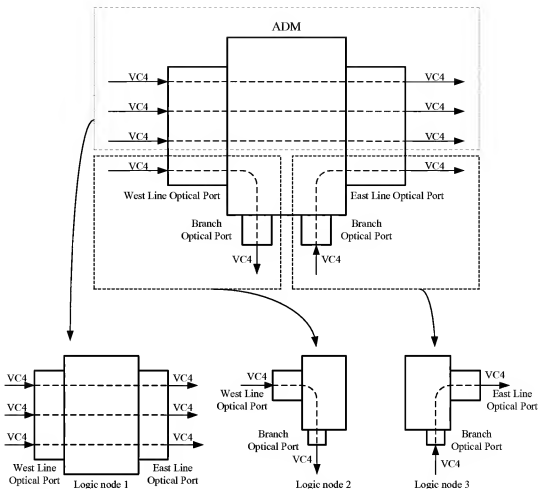 ADM
VC4 VC4
VC4 VC4
VC4 VC4
VC4 VC4
West Line Optical Port East Line Optical Port
Branch Optical Port
Branch Optical Port
VC4 VC4
VC4 VC4
VC4 VC4
VC4 VC4
West Line Optical Port
East Line Optical Port
Logic node 1
VC4
West Line Optical Port
Branch Optical Port
VC4
Logic node 2
VC4
East Line Optical Port
Branch Optical Port
VC4
Logic node 3